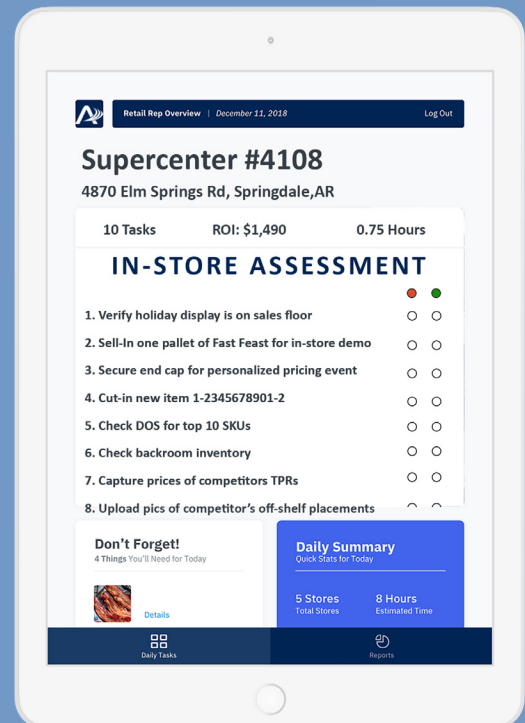 Retail Rep Overview | December 11, 2018 Log Out
Supercenter #4108
4870 Elm Springs Rd, Springdale,AR
10 Tasks ROI: $1,490 0.75 Hours
IN-STORE ASSESSMENT
1. Verify holiday display is on sales floor
2. Sell-In one pallet of Fast Feast for in-store demo
3. Secure end cap for personalized pricing event
4. Cut-in new item 1-2345678901-2
5. Check DOS for top 10 SKUs
6. Check backroom inventory
7. Capture prices of competitors TPRs
8. Upload pics of competitor's off-shelf placements
Don't Forget!
4 Things You'll Need for Today
Details
Daily Summary
Quick Stats for Today
5 Stores 8 Hours
Total Stores Estimated Time
Daily Tasks Reports